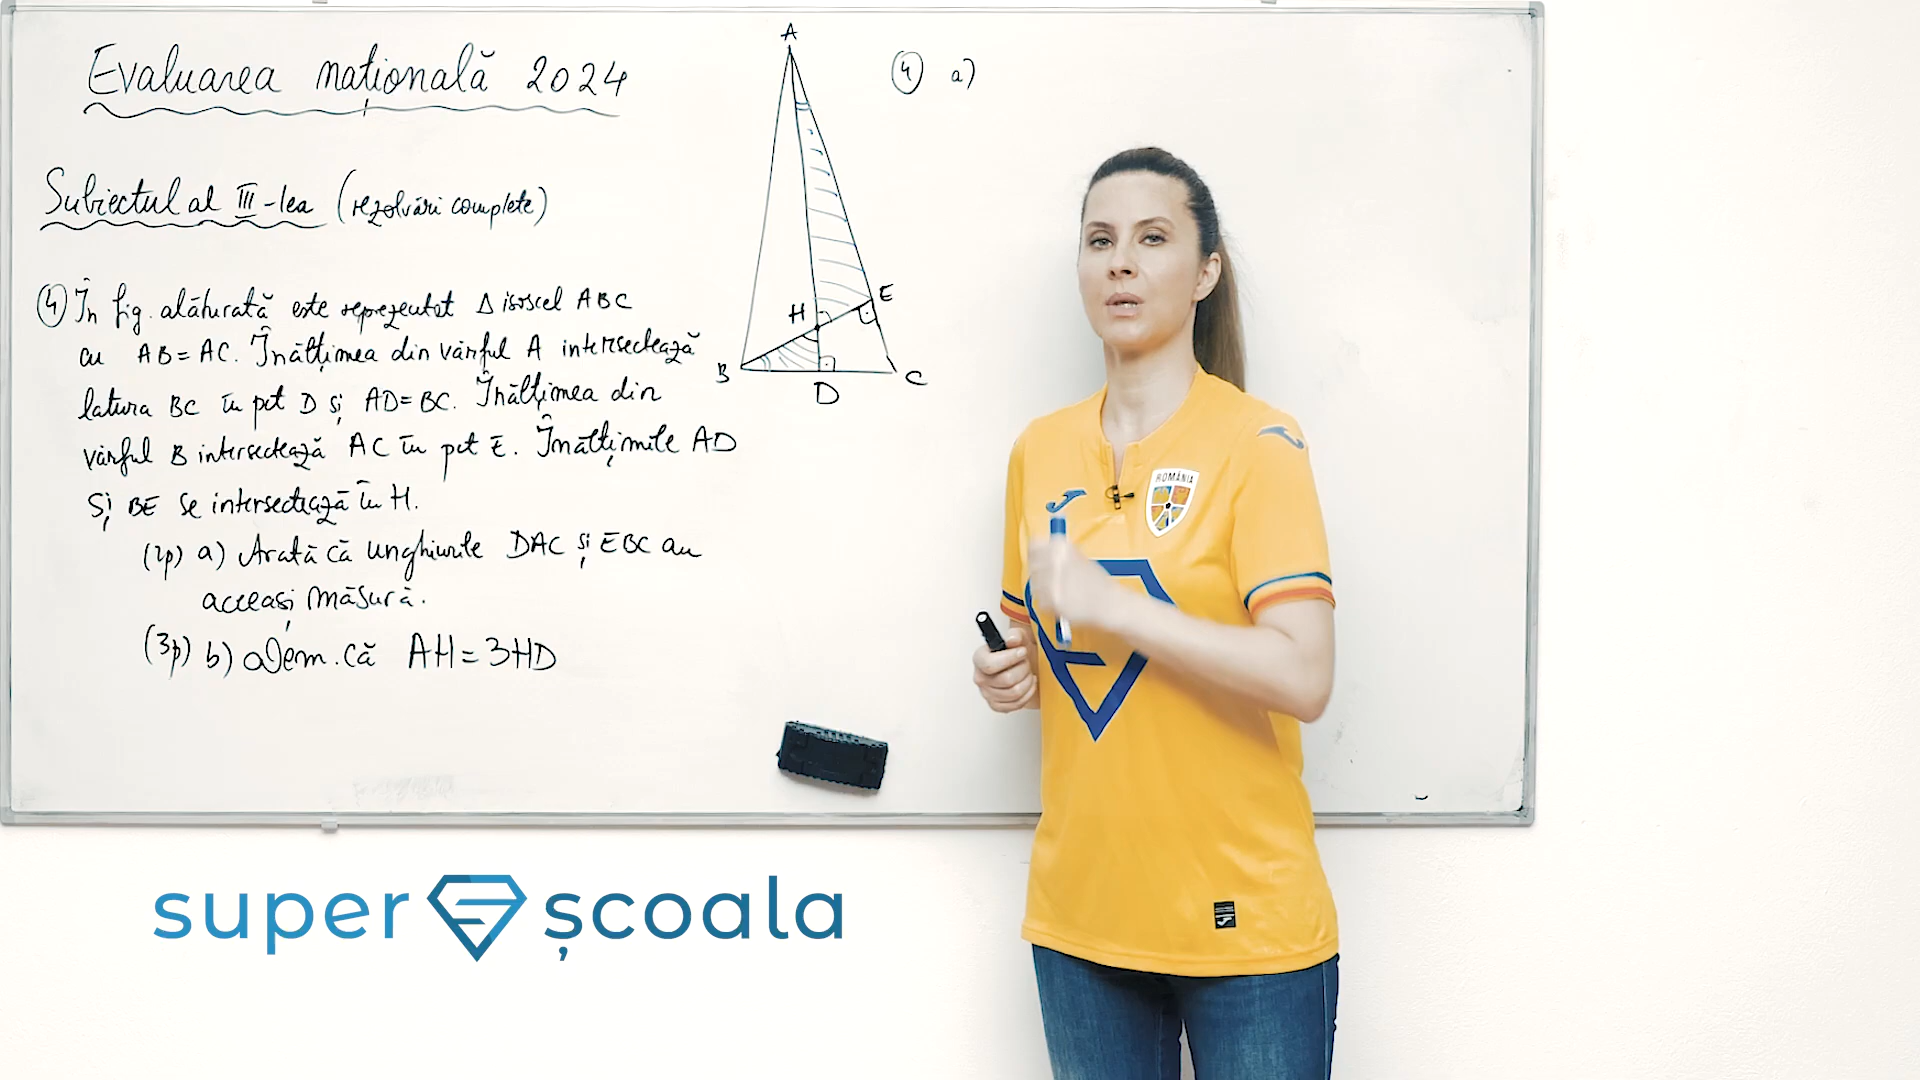 Evaluarea națională 2024
Subiectul al III-lea (rezolvări complete)
④ În fig. alăturată este reprezentat Δ isoscel ABC
cu AB = AC. Înălțimea din vârful A intersectează
latura BC în pct D și AD = BC. Înălțimea din
vârful B intersectează AC în pct E. Înălțimile AD
și BE se intersectează în H.
(2p) a) Arată că unghiurile DAC și EBC au
aceeași măsură.
(3p) b) Dem. că AH = 3HD
A
H
E
B
D
C
④ a)
ROMÂNIA
super școala